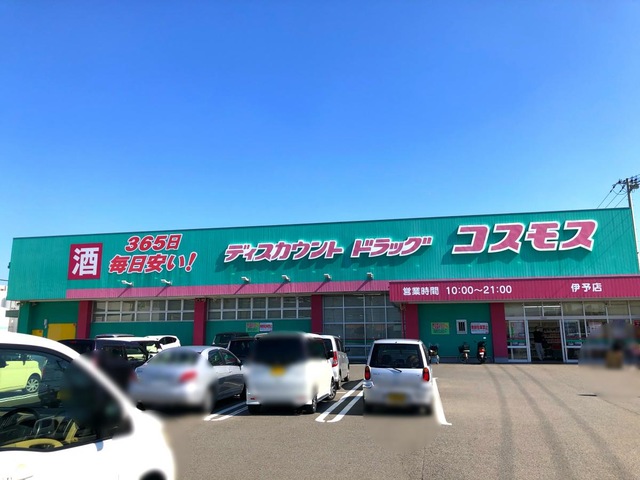 酒
365日
毎日安い!
ディスカウント ドラッグ
コスモス
営業時間 10:00~21:00
伊予店